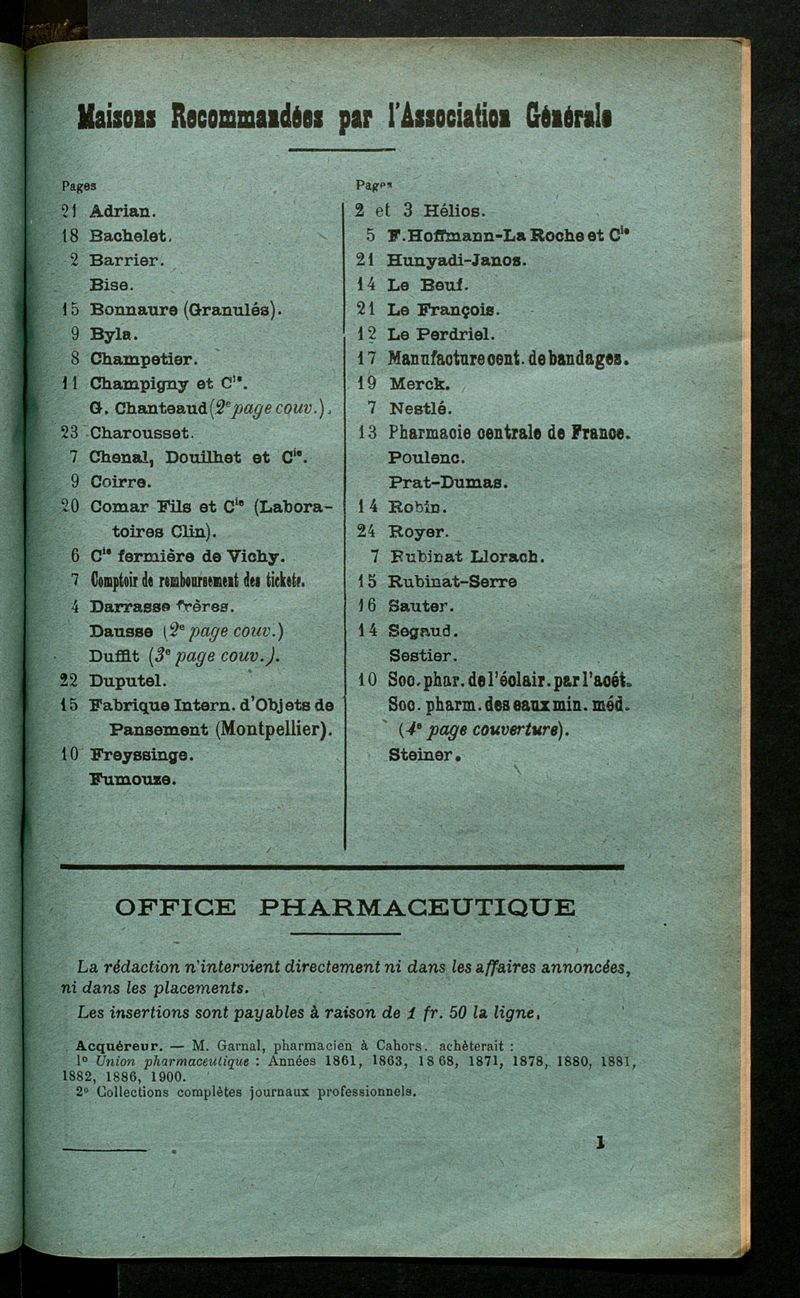 Maisons Recommandées par l'Association Générale
Pages
21 Adrian.
18 Bachelet.
2 Barrier.
Bise.
15 Bonnaure (Granulés).
9 Byla.
8 Champetier.
11 Champigny et Cie.
G. Chanteaud (2e page couv.).
23 Charousset.
7 Chenal, Douilhet et Cie.
9 Coirre.
20 Comar Fils et Cie (Labora-
toires Clin).
6 Cie fermière de Vichy.
7 Comptoir de remboursement des tickets.
4 Darrasse frères.
Dausse (2e page couv.)
Duffit (3e page couv.).
22 Duputel.
15 Fabrique Intern. d'Objets de
Pansement (Montpellier).
10 Freyssinge.
Fumouze.
Pages
2 et 3 Hélios.
5 F. Hoffmann-La Roche et Cie
21 Hunyadi-Janos.
14 Le Beuf.
21 Le François.
12 Le Perdriel.
17 Manufacture cent. de bandages.
19 Merck.
7 Nestlé.
13 Pharmacie centrale de France.
Poulenc.
Prat-Dumas.
14 Robin.
24 Royer.
7 Rubinat Llorach.
15 Rubinat-Serre
16 Sauter.
14 Segaud.
Sestier.
10 Soc. phar. de l'éclair. par l'acét.
Soc. pharm. des eaux min. méd.
(4e page couverture).
Steiner.
OFFICE PHARMACEUTIQUE
La rédaction n'intervient directement ni dans les affaires annoncées,
ni dans les placements.
Les insertions sont payables à raison de 1 fr. 50 la ligne,
Acquéreur. — M. Garnal, pharmacien à Cahors, achèterait :
1o Union pharmaceutique : Années 1861, 1863, 1868, 1871, 1878, 1880, 1881,
1882, 1886, 1900.
2o Collections complètes journaux professionnels.
1